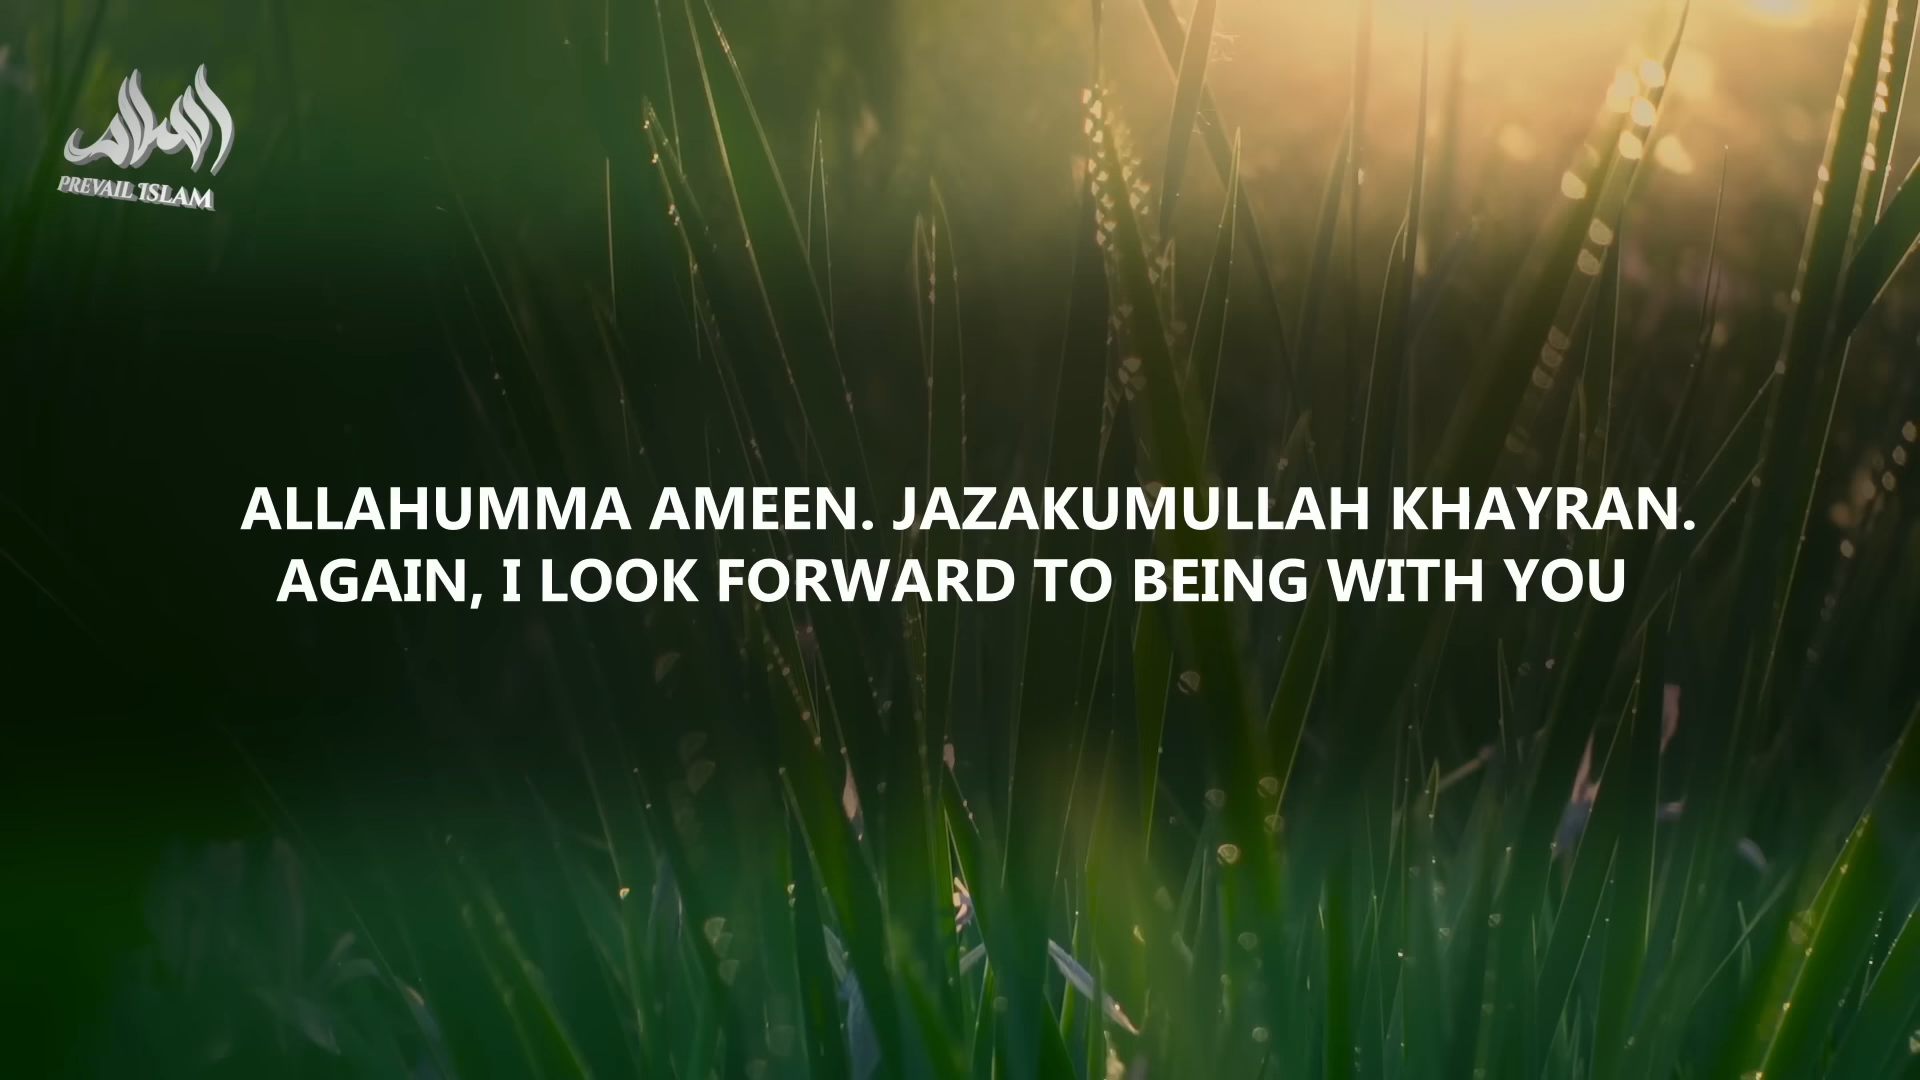 PREVAIL ISLAM
ALLAHUMMA AMEEN. JAZAKUMULLAH KHAYRAN.
AGAIN, I LOOK FORWARD TO BEING WITH YOU